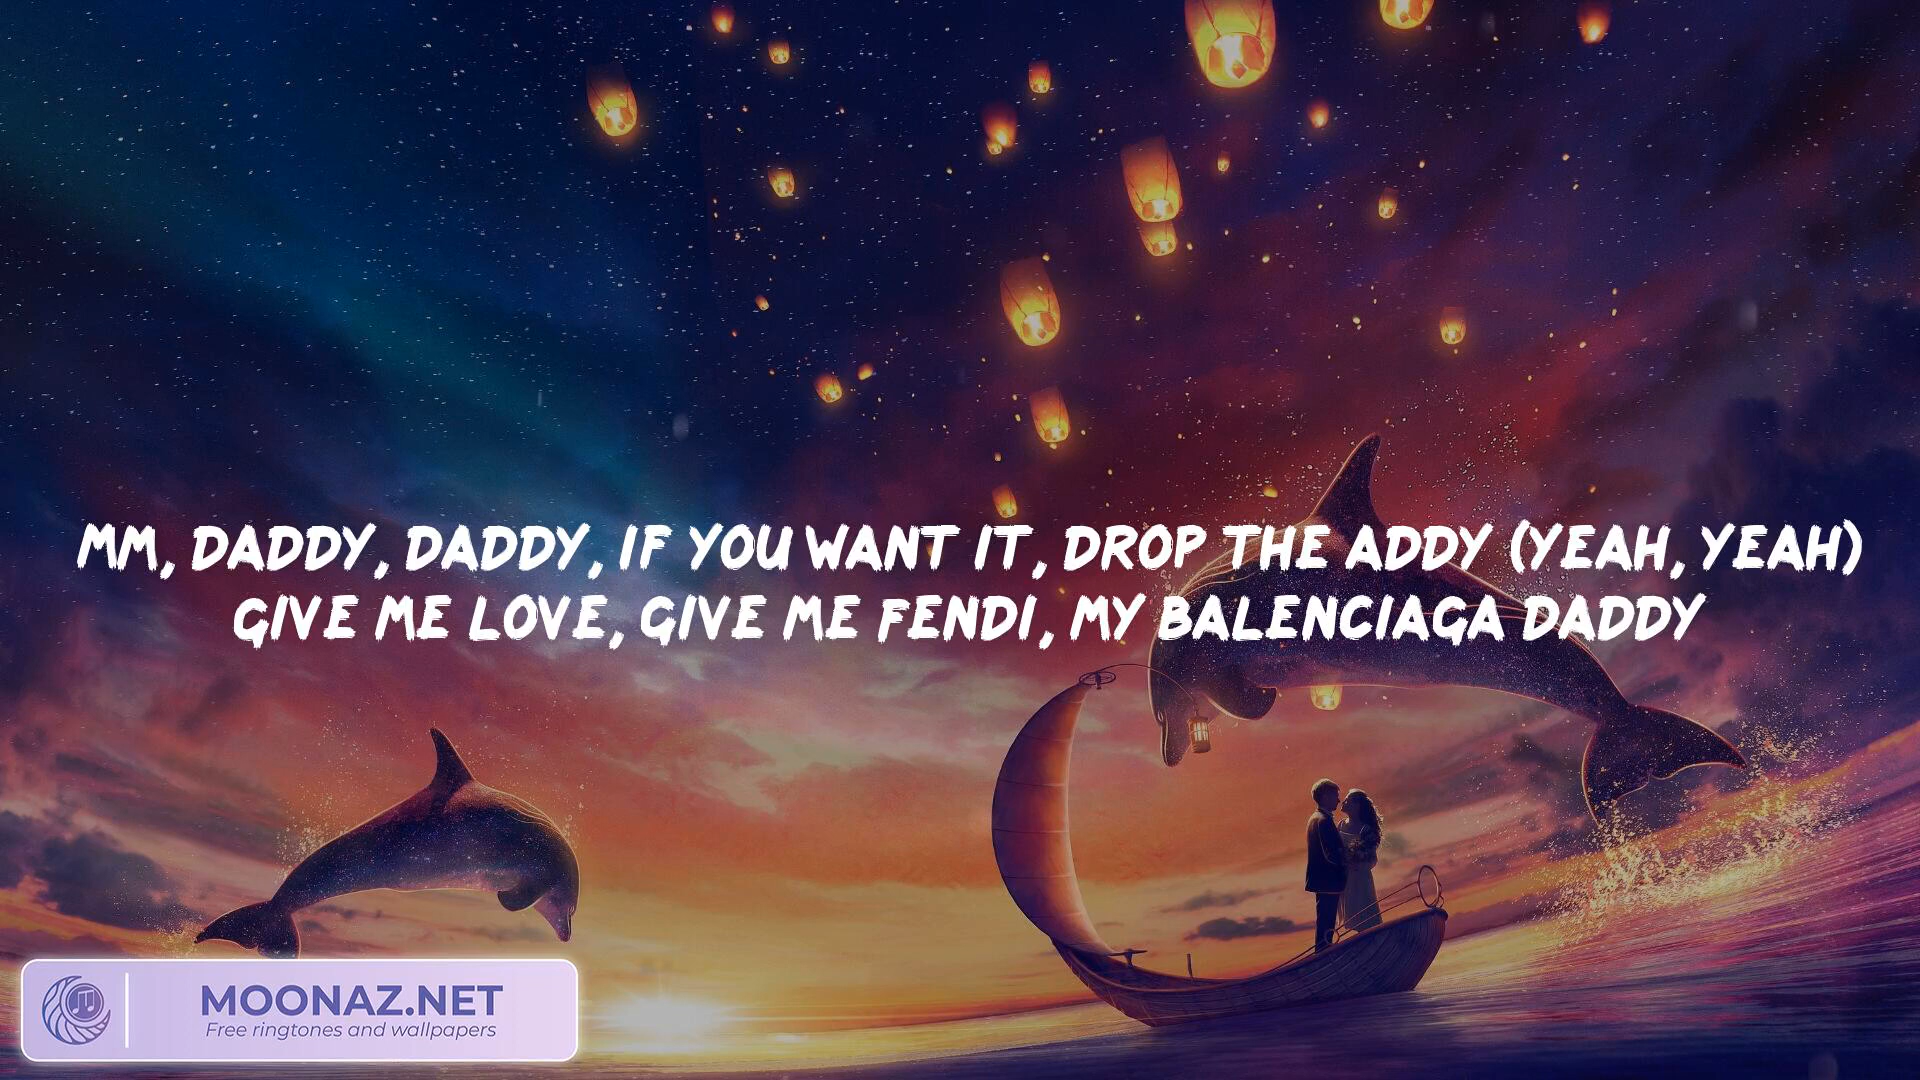 MM, DADDY, DADDY, IF YOU WANT IT, DROP THE ADDY (YEAH, YEAH)
GIVE ME LOVE, GIVE ME FENDI, MY BALENCIAGA DADDY
MOONAZ.NET
Free ringtones and wallpapers